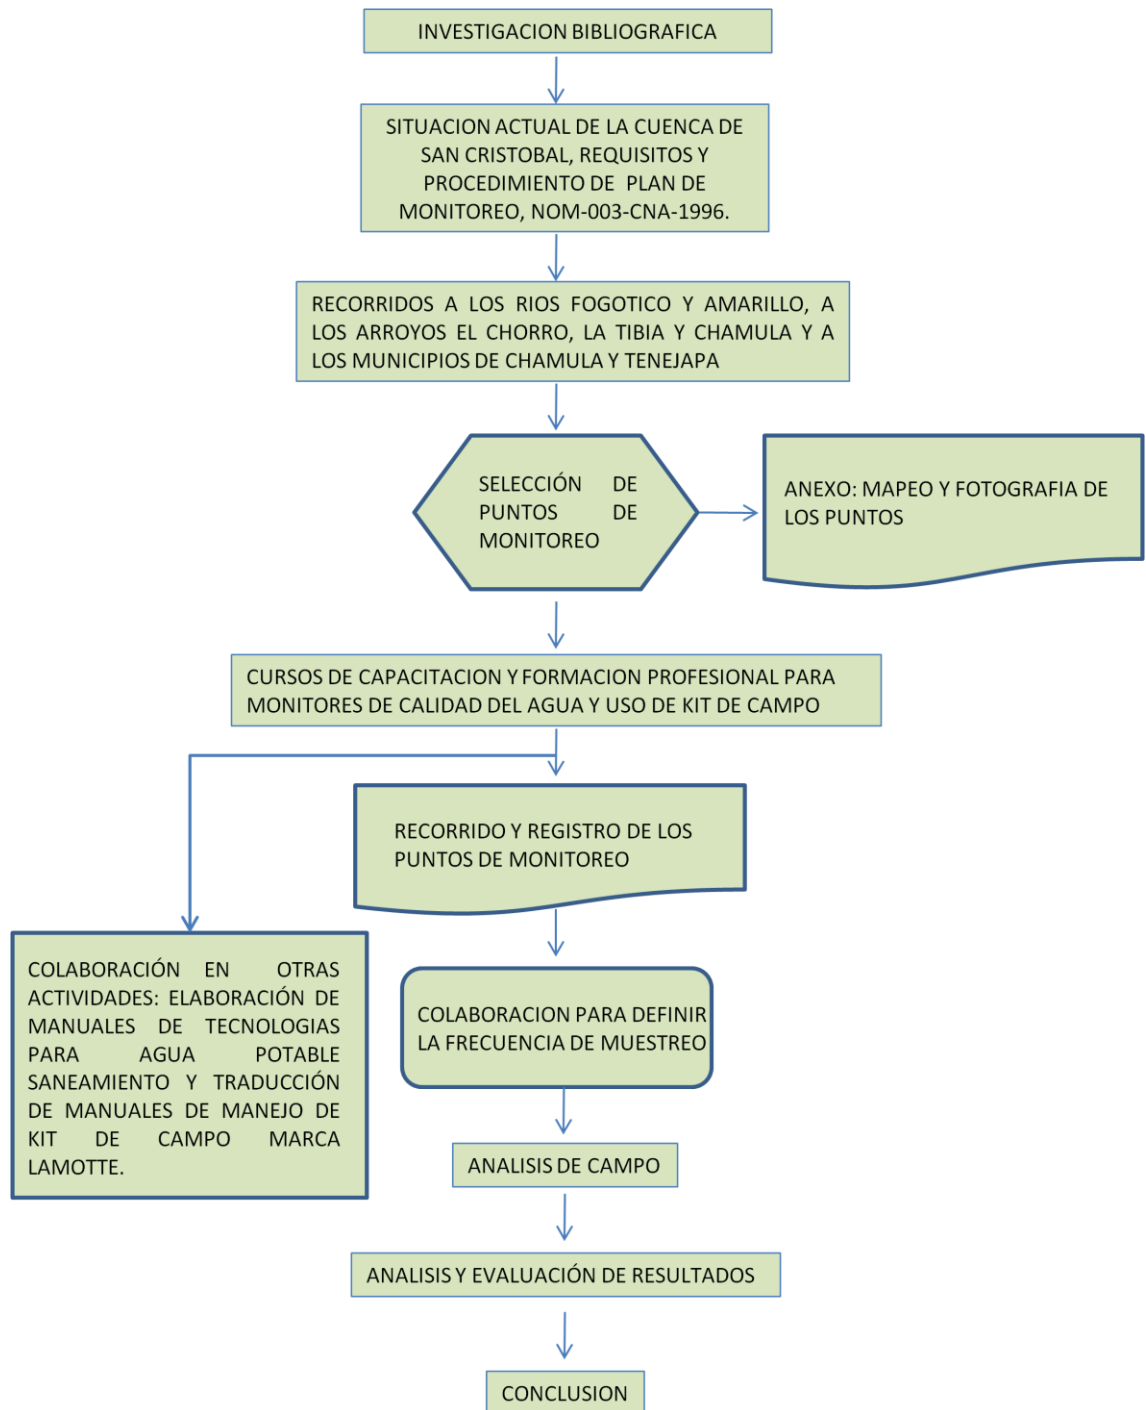 INVESTIGACION BIBLIOGRAFICA
SITUACION ACTUAL DE LA CUENCA DE
SAN CRISTOBAL, REQUISITOS Y
PROCEDIMIENTO DE PLAN DE
MONITOREO, NOM-003-CNA-1996.
RECORRIDOS A LOS RIOS FOGOTICO Y AMARILLO, A
LOS ARROYOS EL CHORRO, LA TIBIA Y CHAMULA Y A
LOS MUNICIPIOS DE CHAMULA Y TENEJAPA
SELECCIÓN DE
PUNTOS DE
MONITOREO
ANEXO: MAPEO Y FOTOGRAFIA DE
LOS PUNTOS
CURSOS DE CAPACITACION Y FORMACION PROFESIONAL PARA
MONITORES DE CALIDAD DEL AGUA Y USO DE KIT DE CAMPO
RECORRIDO Y REGISTRO DE LOS
PUNTOS DE MONITOREO
COLABORACIÓN EN OTRAS
ACTIVIDADES: ELABORACIÓN DE
MANUALES DE TECNOLOGIAS
PARA AGUA POTABLE
SANEAMIENTO Y TRADUCCIÓN
DE MANUALES DE MANEJO DE
KIT DE CAMPO MARCA
LAMOTTE.
COLABORACION PARA DEFINIR
LA FRECUENCIA DE MUESTREO
ANALISIS DE CAMPO
ANALISIS Y EVALUACIÓN DE RESULTADOS
CONCLUSION